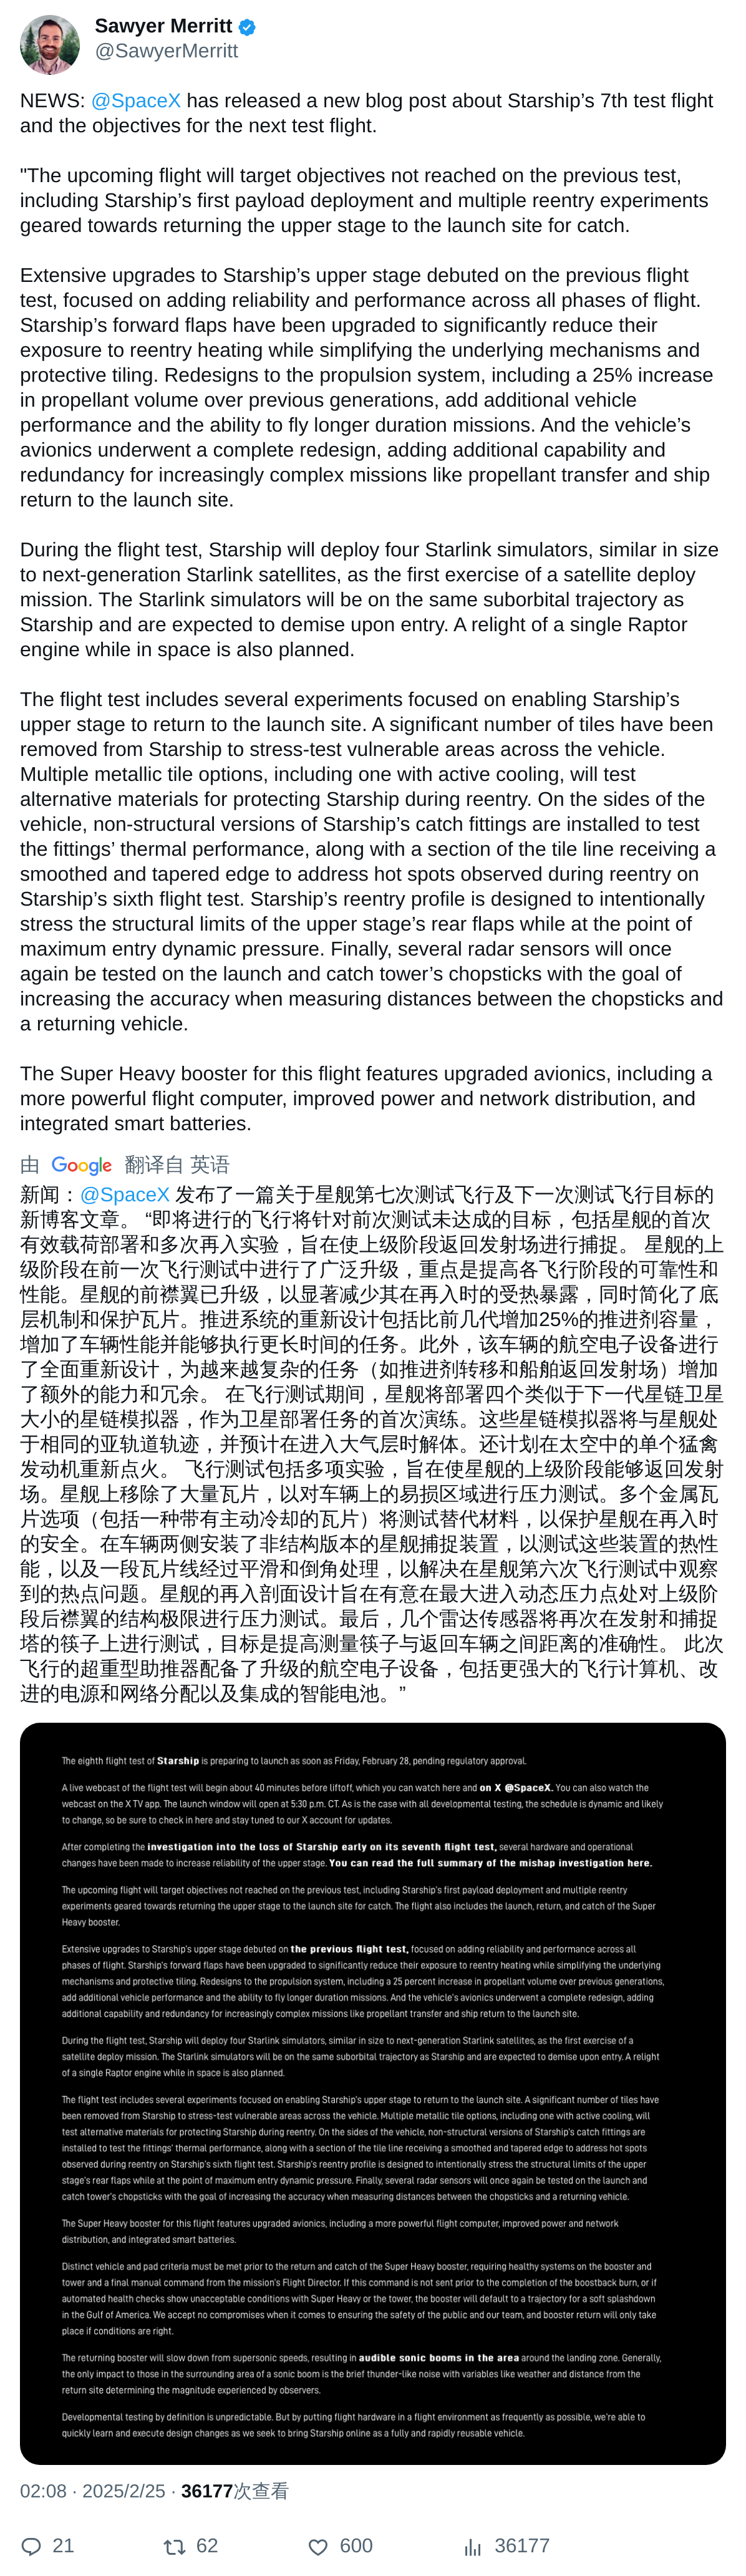 Sawyer Merritt
@SawyerMerritt
NEWS: @SpaceX has released a new blog post about Starship’s 7th test flight
and the objectives for the next test flight.
"The upcoming flight will target objectives not reached on the previous test,
including Starship’s first payload deployment and multiple reentry experiments
geared towards returning the upper stage to the launch site for catch.
Extensive upgrades to Starship’s upper stage debuted on the previous flight
test, focused on adding reliability and performance across all phases of flight.
Starship’s forward flaps have been upgraded to significantly reduce their
exposure to reentry heating while simplifying the underlying mechanisms and
protective tiling. Redesigns to the propulsion system, including a 25% increase
in propellant volume over previous generations, add additional vehicle
performance and the ability to fly longer duration missions. And the vehicle’s
avionics underwent a complete redesign, adding additional capability and
redundancy for increasingly complex missions like propellant transfer and ship
return to the launch site.
During the flight test, Starship will deploy four Starlink simulators, similar in size
to next-generation Starlink satellites, as the first exercise of a satellite deploy
mission. The Starlink simulators will be on the same suborbital trajectory as
Starship and are expected to demise upon entry. A relight of a single Raptor
engine while in space is also planned.
The flight test includes several experiments focused on enabling Starship’s
upper stage to return to the launch site. A significant number of tiles have been
removed from Starship to stress-test vulnerable areas across the vehicle.
Multiple metallic tile options, including one with active cooling, will test
alternative materials for protecting Starship during reentry. On the sides of the
vehicle, non-structural versions of Starship’s catch fittings are installed to test
the fittings’ thermal performance, along with a section of the tile line receiving a
smoothed and tapered edge to address hot spots observed during reentry on
Starship’s sixth flight test. Starship’s reentry profile is designed to intentionally
stress the structural limits of the upper stage’s rear flaps while at the point of
maximum entry dynamic pressure. Finally, several radar sensors will once
again be tested on the launch and catch tower’s chopsticks with the goal of
increasing the accuracy when measuring distances between the chopsticks and
a returning vehicle.
The Super Heavy booster for this flight features upgraded avionics, including a
more powerful flight computer, improved power and network distribution, and
integrated smart batteries.
由 Google 翻译自 英语
新闻：@SpaceX 发布了一篇关于星舰第七次测试飞行及下一次测试飞行目标的
新博客文章。 “即将进行的飞行将针对前次测试未达成的目标，包括星舰的首次
有效载荷部署和多次再入实验，旨在使上级阶段返回发射场进行捕捉。 星舰的上
级阶段在前一次飞行测试中进行了广泛升级，重点是提高各飞行阶段的可靠性和
性能。星舰的前襟翼已升级，以显著减少其在再入时的受热暴露，同时简化了底
层机制和保护瓦片。推进系统的重新设计包括比前几代增加25%的推进剂容量，
增加了车辆性能并能够执行更长时间的任务。此外，该车辆的航空电子设备进行
了全面重新设计，为越来越复杂的任务（如推进剂转移和船舶返回发射场）增加
了额外的能力和冗余。 在飞行测试期间，星舰将部署四个类似于下一代星链卫星
大小的星链模拟器，作为卫星部署任务的首次演练。这些星链模拟器将与星舰处
于相同的亚轨道轨迹，并预计在进入大气层时解体。还计划在太空中的单个猛禽
发动机重新点火。 飞行测试包括多项实验，旨在使星舰的上级阶段能够返回发射
场。星舰上移除了大量瓦片，以对车辆上的易损区域进行压力测试。多个金属瓦
片选项（包括一种带有主动冷却的瓦片）将测试替代材料，以保护星舰在再入时
的安全。在车辆两侧安装了非结构版本的星舰捕捉装置，以测试这些装置的热性
能，以及一段瓦片线经过平滑和倒角处理，以解决在星舰第六次飞行测试中观察
到的热点问题。星舰的再入剖面设计旨在有意在最大进入动态压力点处对上级阶
段后襟翼的结构极限进行压力测试。最后，几个雷达传感器将再次在发射和捕捉
塔的筷子上进行测试，目标是提高测量筷子与返回车辆之间距离的准确性。 此次
飞行的超重型助推器配备了升级的航空电子设备，包括更强大的飞行计算机、改
进的电源和网络分配以及集成的智能电池。”
The eighth flight test of Starship is preparing to launch as soon as Friday, February 28, pending regulatory approval.
A live webcast of the flight test will begin about 40 minutes before liftoff, which you can watch here and on X @SpaceX. You can also watch the
webcast on the X TV app. The launch window will open at 5:30 p.m. CT. As is the case with all developmental testing, the schedule is dynamic and likely
to change, so be sure to check in here and stay tuned to our X account for updates.
After completing the investigation into the loss of Starship early on its seventh flight test, several hardware and operational
changes have been made to increase reliability of the upper stage. You can read the full summary of the mishap investigation here.
The upcoming flight will target objectives not reached on the previous test, including Starship’s first payload deployment and multiple reentry
experiments geared towards returning the upper stage to the launch site for catch. The flight also includes the launch, return, and catch of the Super
Heavy booster.
Extensive upgrades to Starship’s upper stage debuted on the previous flight test, focused on adding reliability and performance across all
phases of flight. Starship’s forward flaps have been upgraded to significantly reduce their exposure to reentry heating while simplifying the underlying
mechanisms and protective tiling. Redesigns to the propulsion system, including a 25 percent increase in propellant volume over previous generations,
add additional vehicle performance and the ability to fly longer duration missions. And the vehicle’s avionics underwent a complete redesign, adding
additional capability and redundancy for increasingly complex missions like propellant transfer and ship return to the launch site.
During the flight test, Starship will deploy four Starlink simulators, similar in size to next-generation Starlink satellites, as the first exercise of a
satellite deploy mission. The Starlink simulators will be on the same suborbital trajectory as Starship and are expected to demise upon entry. A relight
of a single Raptor engine while in space is also planned.
The flight test includes several experiments focused on enabling Starship’s upper stage to return to the launch site. A significant number of tiles have
been removed from Starship to stress-test vulnerable areas across the vehicle. Multiple metallic tile options, including one with active cooling, will
test alternative materials for protecting Starship during reentry. On the sides of the vehicle, non-structural versions of Starship’s catch fittings are
installed to test the fittings’ thermal performance, along with a section of the tile line receiving a smoothed and tapered edge to address hot spots
observed during reentry on Starship’s sixth flight test. Starship’s reentry profile is designed to intentionally stress the structural limits of the upper
stage’s rear flaps while at the point of maximum entry dynamic pressure. Finally, several radar sensors will once again be tested on the launch and
catch tower’s chopsticks with the goal of increasing the accuracy when measuring distances between the chopsticks and a returning vehicle.
The Super Heavy booster for this flight features upgraded avionics, including a more powerful flight computer, improved power and network
distribution, and integrated smart batteries.
Distinct vehicle and pad criteria must be met prior to the return and catch of the Super Heavy booster, requiring healthy systems on the booster and
tower and a final manual command from the mission’s Flight Director. If this command is not sent prior to the completion of the boostback burn, or if
automated health checks show unacceptable conditions with Super Heavy or the tower, the booster will default to a trajectory for a soft splashdown
in the Gulf of America. We accept no compromises when it comes to ensuring the safety of the public and our team, and booster return will only take
place if conditions are right.
The returning booster will slow down from supersonic speeds, resulting in audible sonic booms in the area around the landing zone. Generally,
the only impact to those in the surrounding area of a sonic boom is the brief thunder-like noise with variables like weather and distance from the
return site determining the magnitude experienced by observers.
Developmental testing by definition is unpredictable. But by putting flight hardware in a flight environment as frequently as possible, we’re able to
quickly learn and execute design changes as we seek to bring Starship online as a fully and rapidly reusable vehicle.
02:08 · 2025/2/25 · 36177次查看
21 62 600 36177